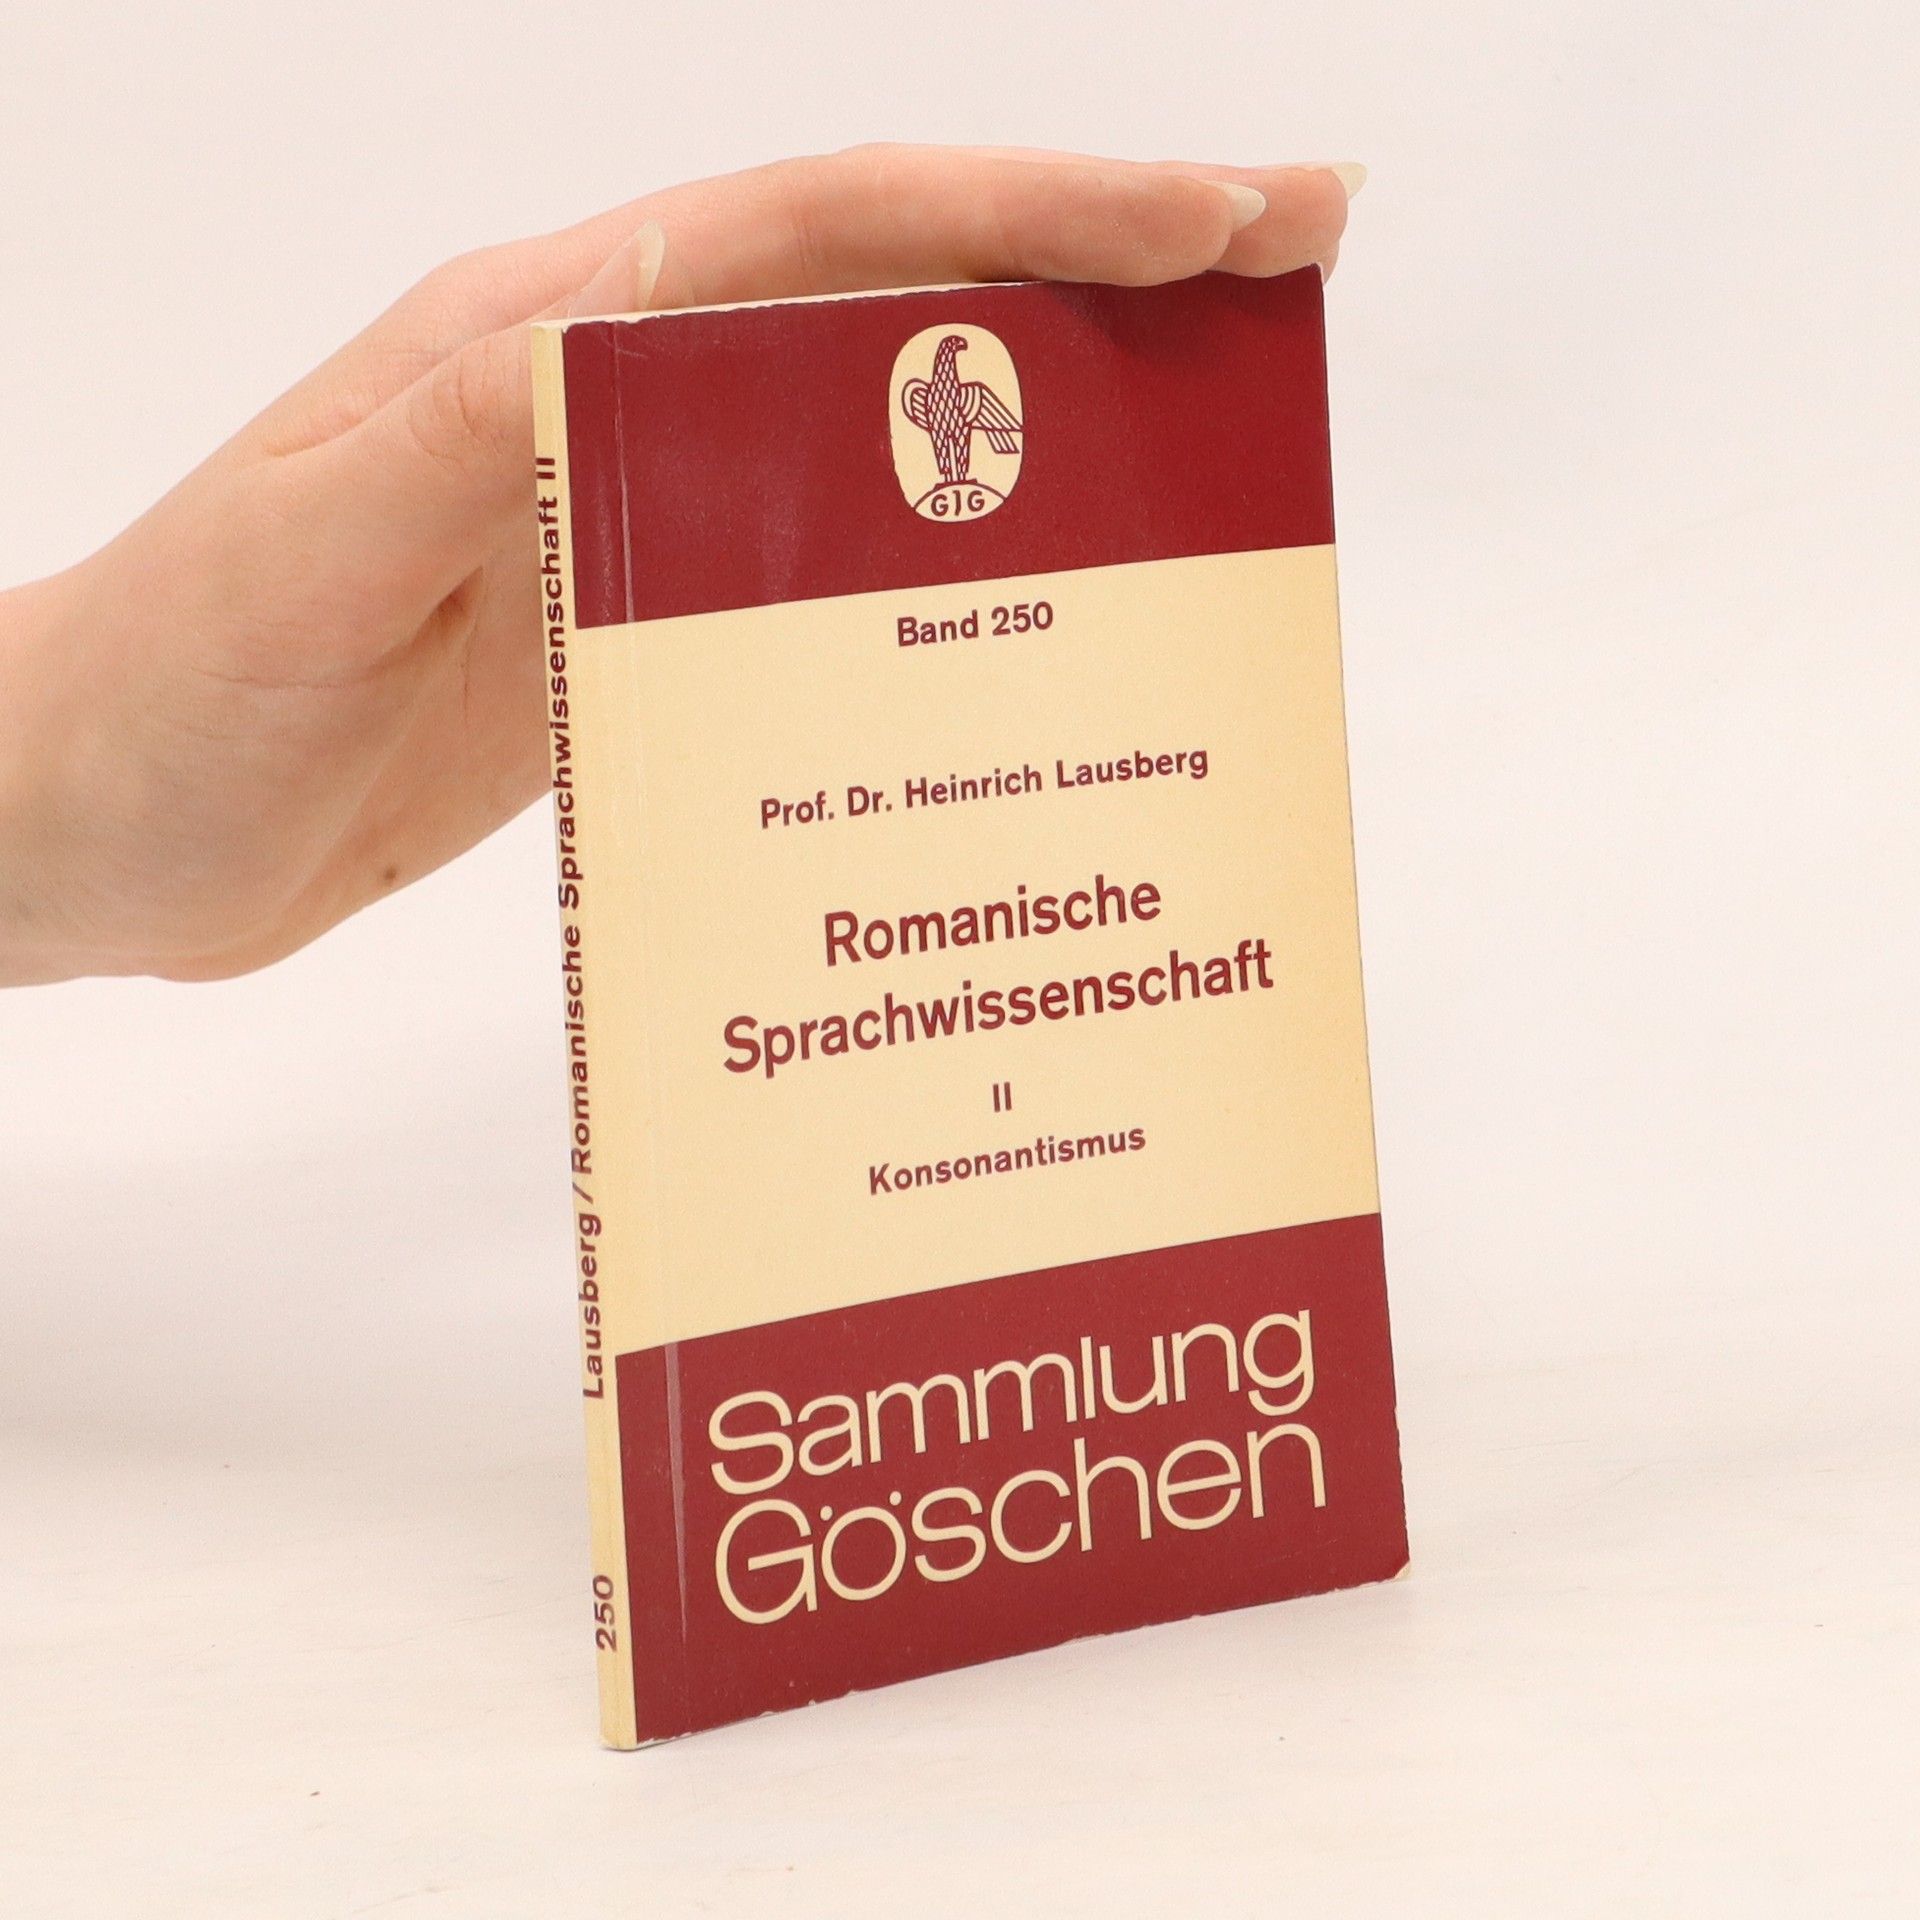 GJG
Band 250
Prof. Dr. Heinrich Lausberg
Romanische
Sprachwissenschaft
II
Konsonantismus
Sammlung
Göschen
250 Lausberg / Romanische Sprachwissenschaft II